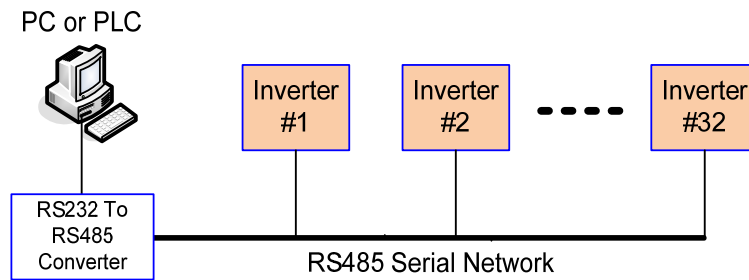 PC or PLC
Inverter
#1
Inverter
#2
Inverter
#32
RS232 To
RS485
Converter
RS485 Serial Network